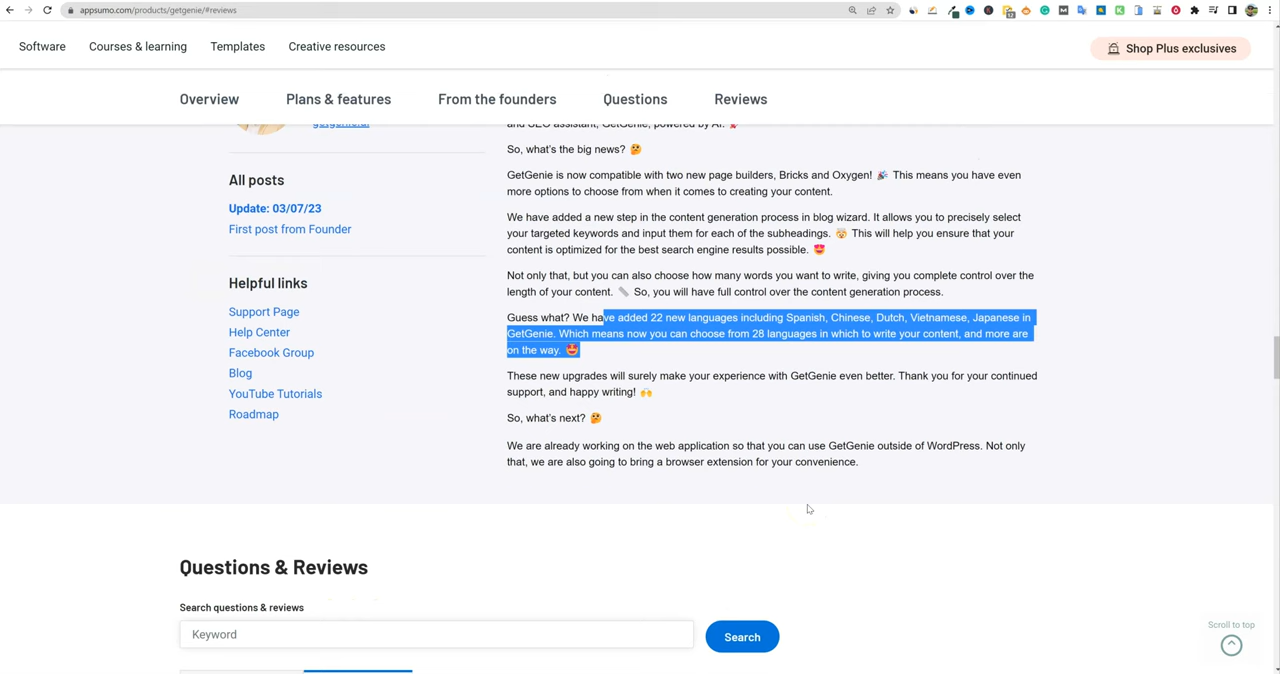 appsumo.com/products/getgenie/#reviews
Software
Courses & learning
Templates
Creative resources
Shop Plus exclusives
Overview
Plans & features
From the founders
Questions
Reviews
getgenie.ai
All posts
Update: 03/07/23
First post from Founder
Helpful links
Support Page
Help Center
Facebook Group
Blog
YouTube Tutorials
Roadmap
and SEO assistant, GetGenie, powered by AI. 🚀
So, what's the big news? 🤔
GetGenie is now compatible with two new page builders, Bricks and Oxygen! 🎉 This means you have even
more options to choose from when it comes to creating your content.
We have added a new step in the content generation process in blog wizard. It allows you to precisely select
your targeted keywords and input them for each of the subheadings. 🤯 This will help you ensure that your
content is optimized for the best search engine results possible. 😍
Not only that, but you can also choose how many words you want to write, giving you complete control over the
length of your content. 📏 So, you will have full control over the content generation process.
Guess what? We have added 22 new languages including Spanish, Chinese, Dutch, Vietnamese, Japanese in
GetGenie. Which means now you can choose from 28 languages in which to write your content, and more are
on the way. 🤩
These new upgrades will surely make your experience with GetGenie even better. Thank you for your continued
support, and happy writing! 🙌
So, what's next? 🤔
We are already working on the web application so that you can use GetGenie outside of WordPress. Not only
that, we are also going to bring a browser extension for your convenience.
Questions & Reviews
Search questions & reviews
Keyword
Search
Scroll to top